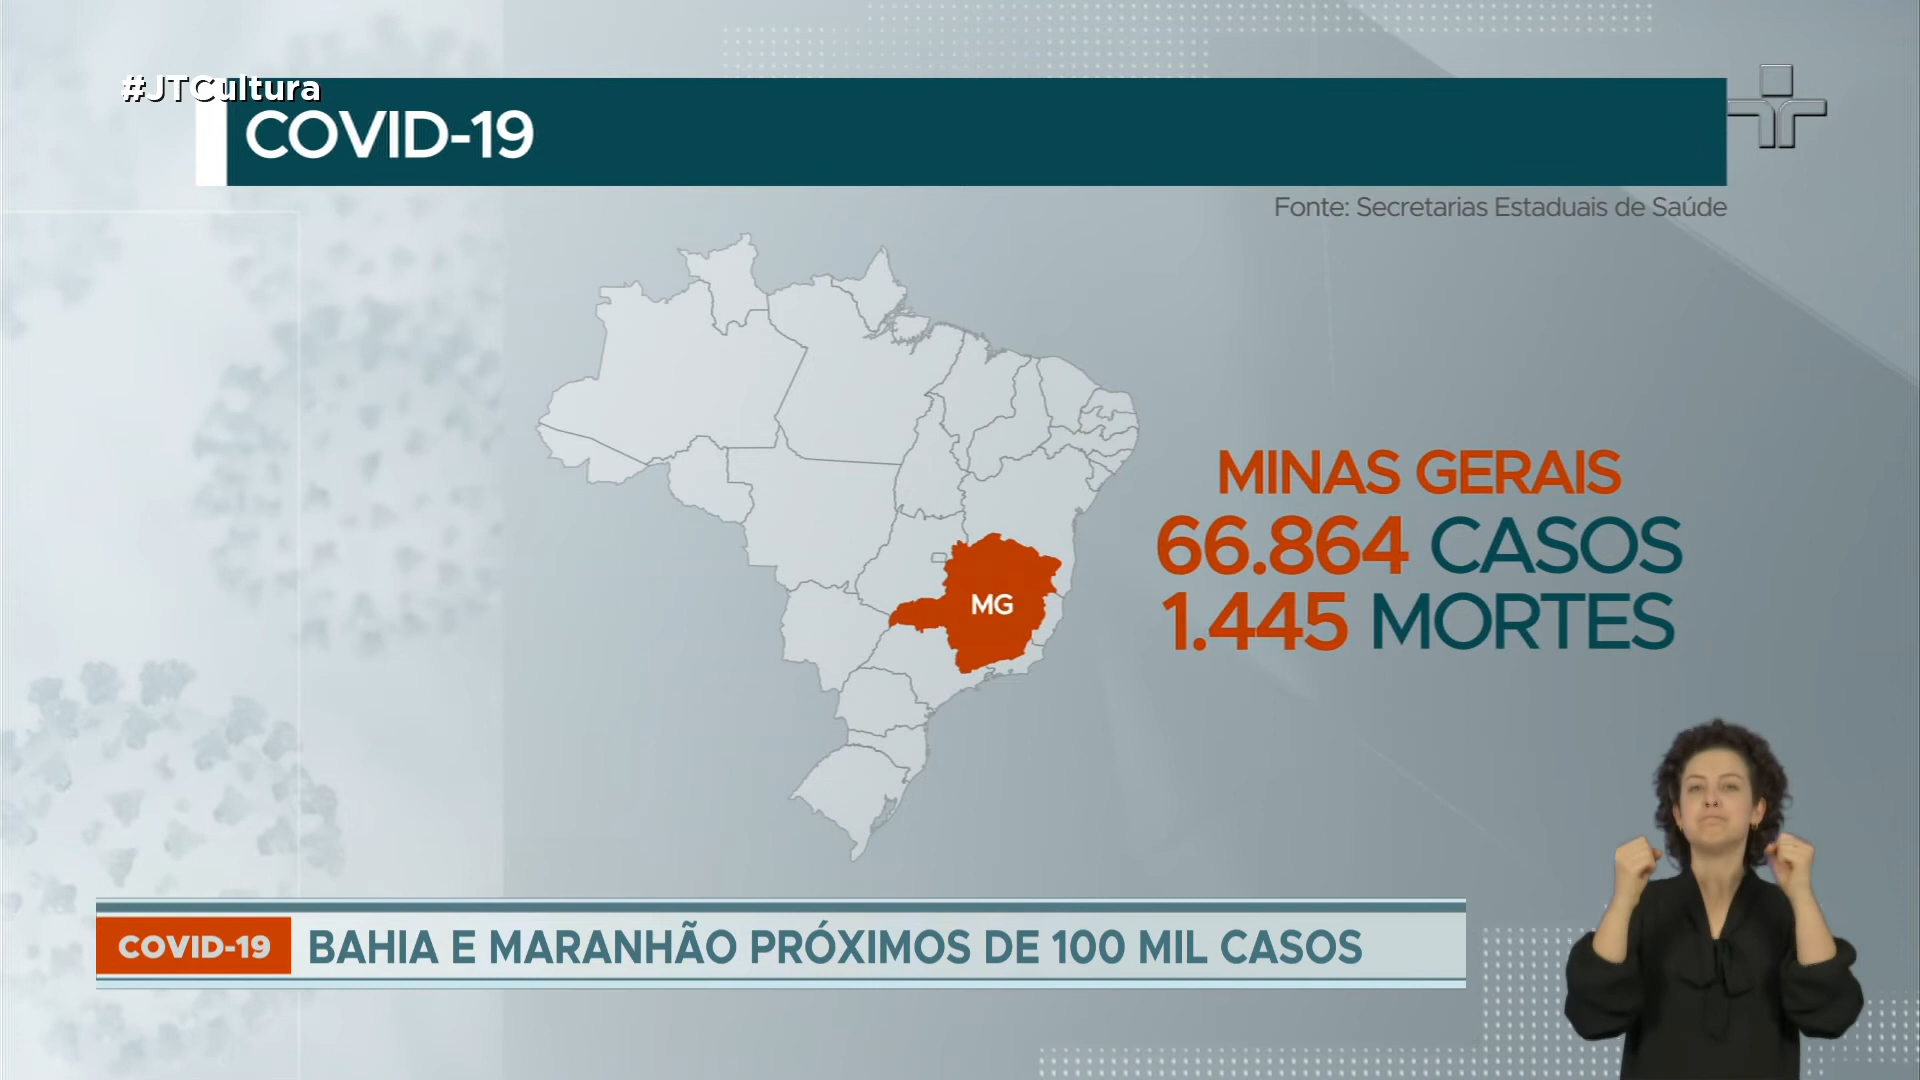 #JTCultura
COVID-19
Fonte: Secretarias Estaduais de Saúde
MINAS GERAIS
66.864 CASOS
1.445 MORTES
MG
COVID-19 BAHIA E MARANHÃO PRÓXIMOS DE 100 MIL CASOS